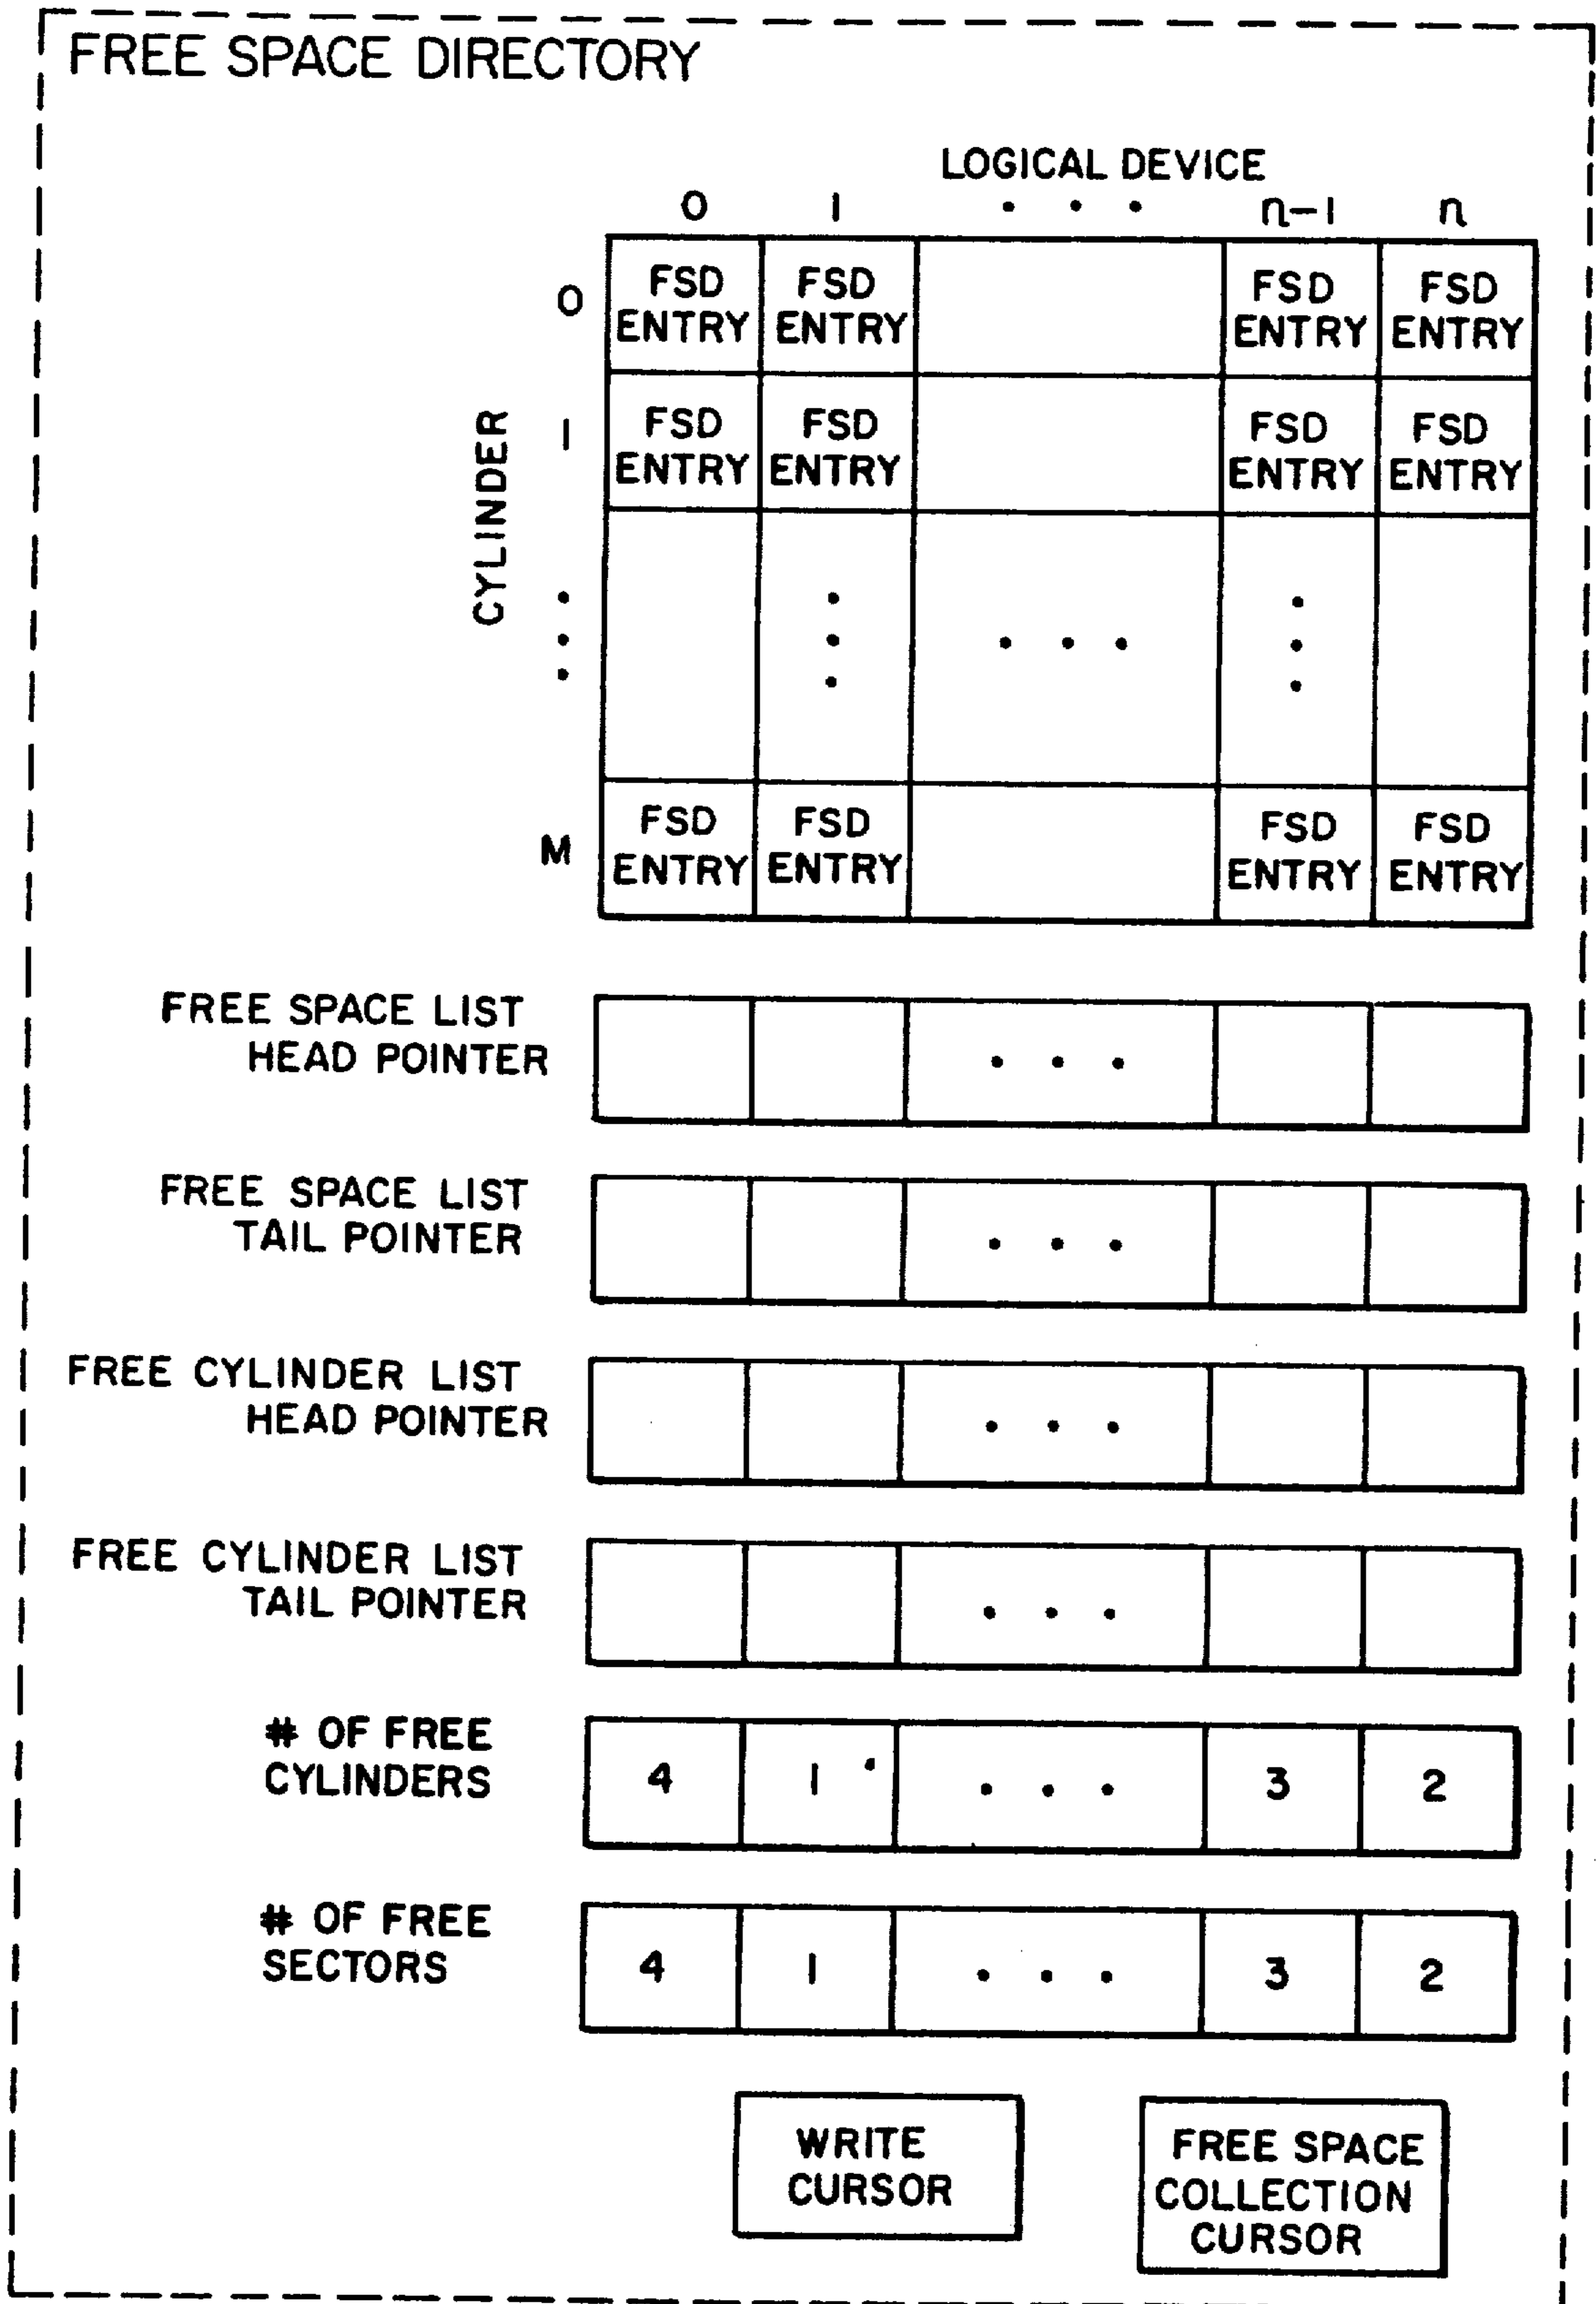 FREE SPACE DIRECTORY
LOGICAL DEVICE
0 1 . . . n-1 n
CYLINDER
0 FSD FSD FSD FSD
ENTRY ENTRY ENTRY ENTRY
1 FSD FSD FSD FSD
ENTRY ENTRY ENTRY ENTRY
. . .
M FSD FSD FSD FSD
ENTRY ENTRY ENTRY ENTRY
FREE SPACE LIST
HEAD POINTER . . .
FREE SPACE LIST
TAIL POINTER . . .
FREE CYLINDER LIST
HEAD POINTER . . .
FREE CYLINDER LIST
TAIL POINTER . . .
# OF FREE
CYLINDERS 4 1 . . . 3 2
# OF FREE
SECTORS 4 1 . . . 3 2
WRITE
CURSOR
FREE SPACE
COLLECTION
CURSOR